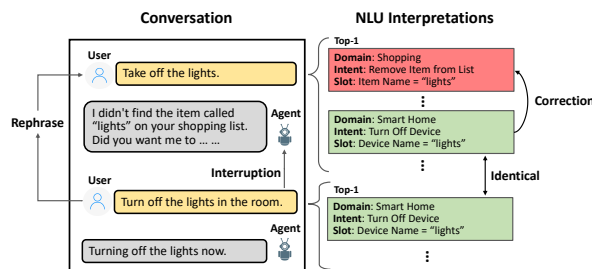 Conversation
NLU Interpretations
User
Take off the lights.
I didn't find the item called
"lights" on your shopping list.
Did you want me to ... ...
Agent
Rephrase
Interruption
User
Turn off the lights in the room.
Turning off the lights now.
Agent
Top-1
Domain: Shopping
Intent: Remove Item from List
Slot: Item Name = "lights"
Correction
Domain: Smart Home
Intent: Turn Off Device
Slot: Device Name = "lights"
Identical
Top-1
Domain: Smart Home
Intent: Turn Off Device
Slot: Device Name = "lights"